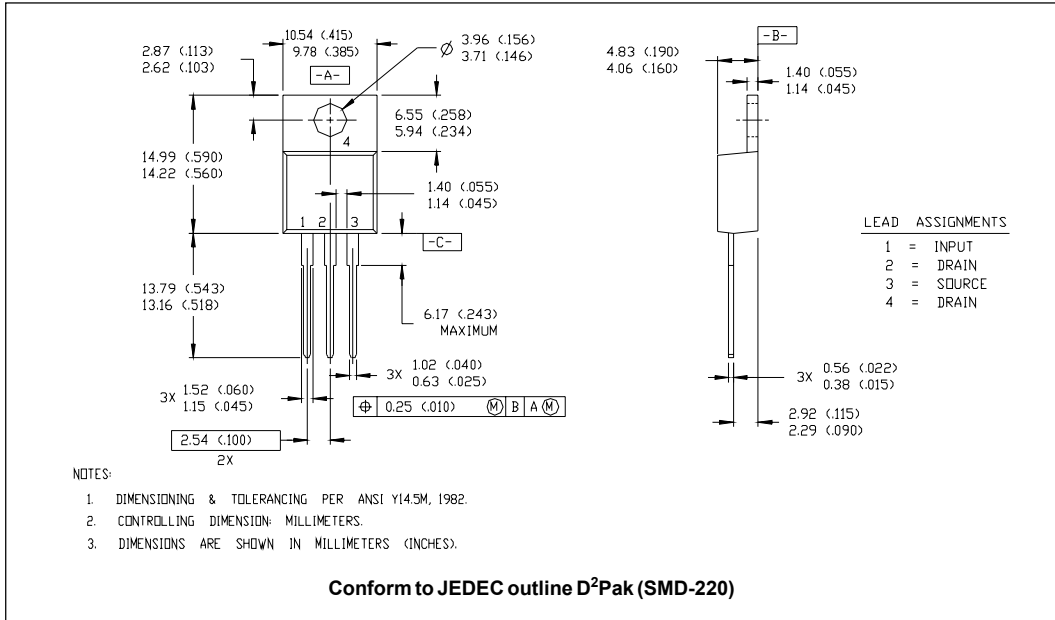 10.54 (.415)
9.78 (.385)
2.87 (.113)
2.62 (.103)
-A-
Ø 3.96 (.156)
3.71 (.146)
4
6.55 (.258)
5.94 (.234)
14.99 (.590)
14.22 (.560)
1.40 (.055)
1.14 (.045)
1 2 3
-C-
13.79 (.543)
13.16 (.518)
6.17 (.243)
MAXIMUM
3X 1.02 (.040)
0.63 (.025)
3X 1.52 (.060)
1.15 (.045)
⌖ 0.25 (.010) Ⓜ B A Ⓜ
2.54 (.100)
2X
4.83 (.190)
4.06 (.160)
-B-
1.40 (.055)
1.14 (.045)
LEAD ASSIGNMENTS
1 = INPUT
2 = DRAIN
3 = SOURCE
4 = DRAIN
3X 0.56 (.022)
0.38 (.015)
2.92 (.115)
2.29 (.090)
NOTES:
1. DIMENSIONING & TOLERANCING PER ANSI Y14.5M, 1982.
2. CONTROLLING DIMENSION: MILLIMETERS.
3. DIMENSIONS ARE SHOWN IN MILLIMETERS (INCHES).
Conform to JEDEC outline D²Pak (SMD-220)